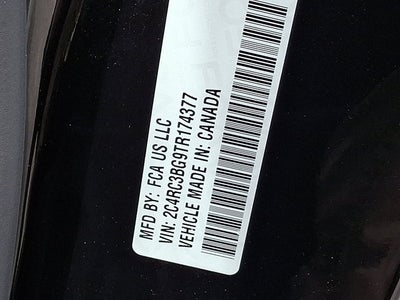 MFD BY: FCA US LLC
VIN: 2C4RC3BG9TR174377
VEHICLE MADE IN: CANADA